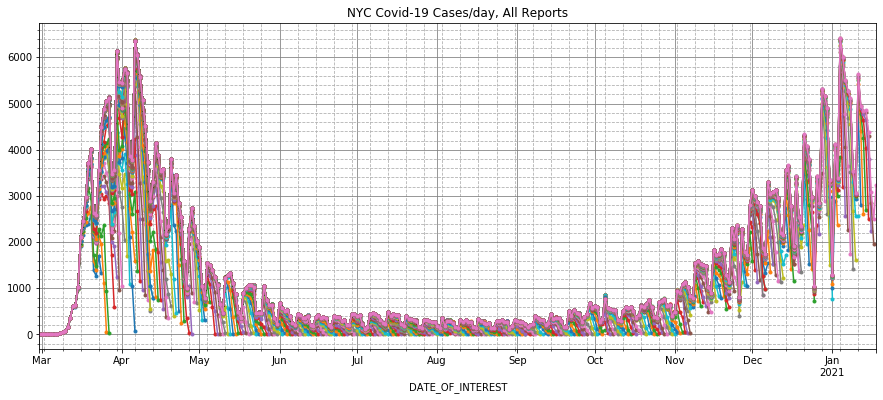 NYC Covid-19 Cases/day, All Reports
6000
5000
4000
3000
2000
1000
0
Mar Apr May Jun Jul Aug Sep Oct Nov Dec Jan
2021
DATE_OF_INTEREST